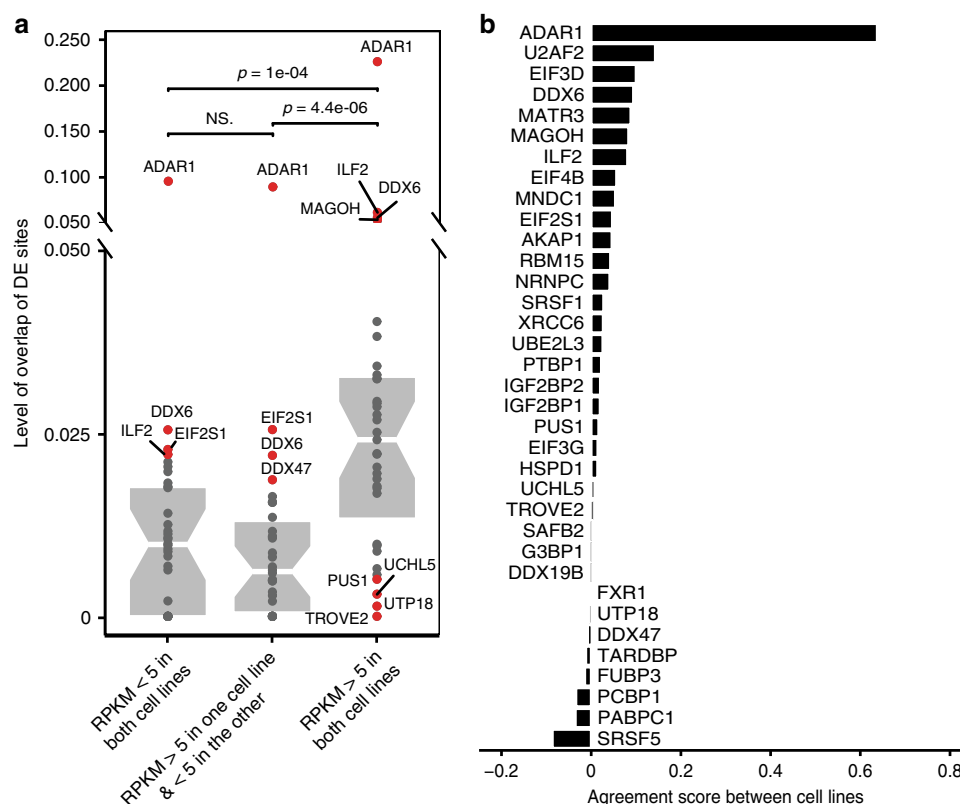 a
Level of overlap of DE sites
0.250
0.200
0.150
0.100
0.050
0.050
0.025
0
ADAR1
p = 1e-04
p = 4.4e-06
NS.
ADAR1
ADAR1
ILF2
DDX6
MAGOH
DDX6
ILF2
EIF2S1
EIF2S1
DDX6
DDX47
UCHL5
PUS1
UTP18
TROVE2
RPKM < 5 in
both cell lines
RPKM > 5 in one cell line
& < 5 in the other
RPKM > 5 in
both cell lines
b
ADAR1
U2AF2
EIF3D
DDX6
MATR3
MAGOH
ILF2
EIF4B
MNDC1
EIF2S1
AKAP1
RBM15
NRNPC
SRSF1
XRCC6
UBE2L3
PTBP1
IGF2BP2
IGF2BP1
PUS1
EIF3G
HSPD1
UCHL5
TROVE2
SAFB2
G3BP1
DDX19B
FXR1
UTP18
DDX47
TARDBP
FUBP3
PCBP1
PABPC1
SRSF5
−0.2
0
0.2
0.4
0.6
0.8
Agreement score between cell lines